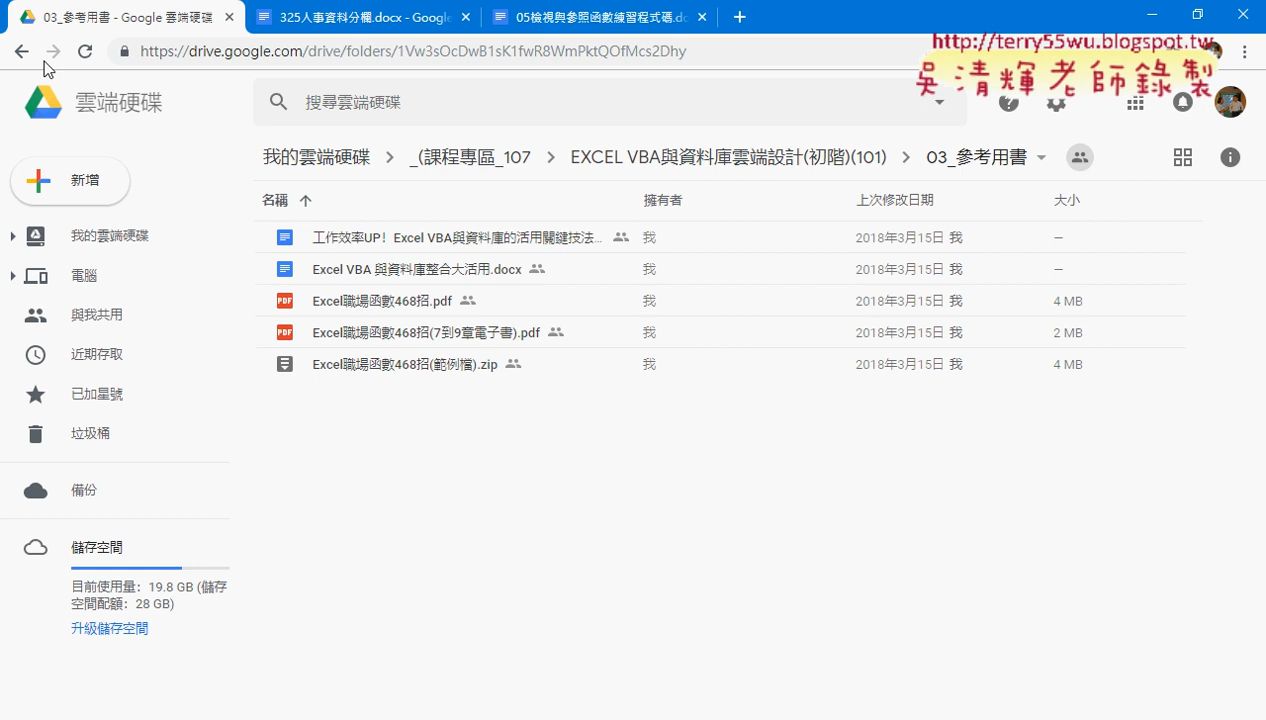 03_參考用書 - Google 雲端硬碟
325人事資料分欄.docx - Google
05檢視與參照函數練習程式碼.do
https://drive.google.com/drive/folders/1Vw3sOcDwB1sK1fwR8WmPktQOfMcs2Dhy
http://terry55wu.blogspot.tw
吳清輝老師錄製
雲端硬碟
搜尋雲端硬碟
新增
我的雲端硬碟 > _(課程專區_107 > EXCEL VBA與資料庫雲端設計(初階)(101) > 03_參考用書
名稱 擁有者 上次修改日期 大小
工作效率UP！Excel VBA與資料庫的活用關鍵技法... 我 2018年3月15日 我 —
Excel VBA 與資料庫整合大活用.docx 我 2018年3月15日 我 —
PDF Excel職場函數468招.pdf 我 2018年3月15日 我 4 MB
PDF Excel職場函數468招(7到9章電子書).pdf 我 2018年3月15日 我 2 MB
Excel職場函數468招(範例檔).zip 我 2018年3月15日 我 4 MB
我的雲端硬碟
電腦
與我共用
近期存取
已加星號
垃圾桶
備份
儲存空間
目前使用量：19.8 GB (儲存
空間配額：28 GB)
升級儲存空間